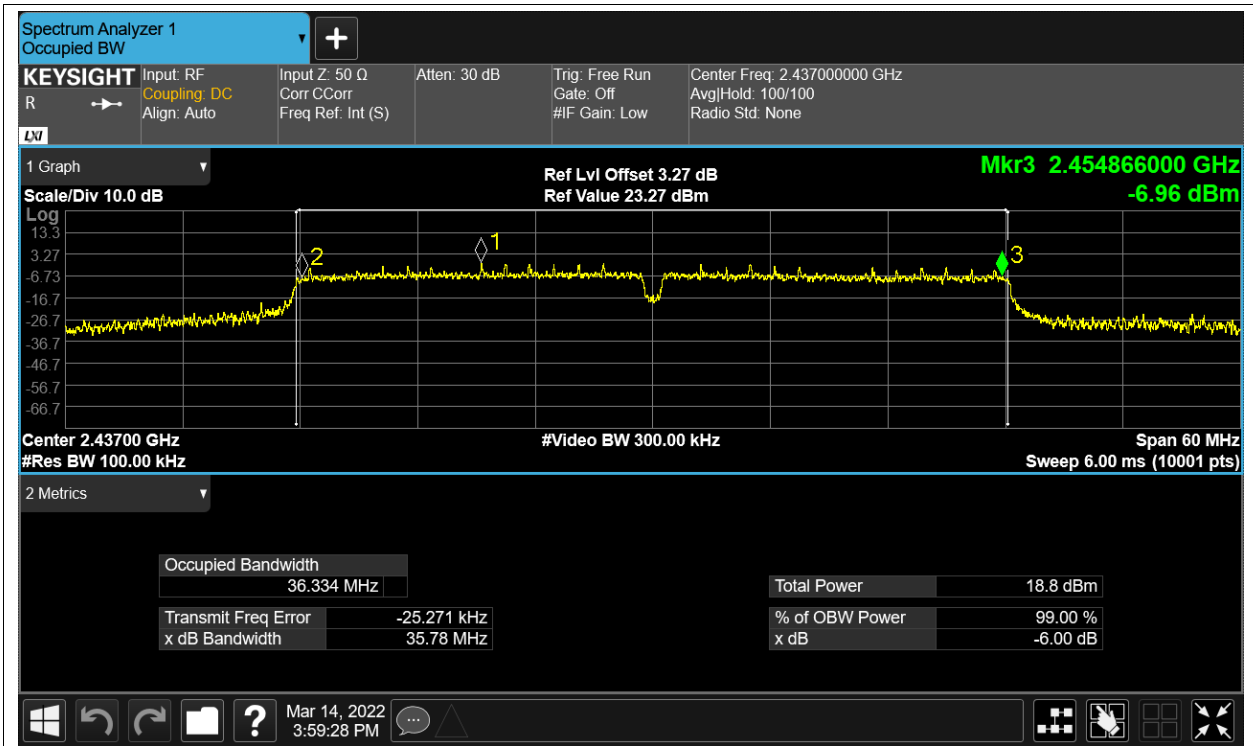 Spectrum Analyzer 1
Occupied BW
KEYSIGHT
R
LXI
Input: RF
Coupling: DC
Align: Auto
Input Z: 50 Ω
Corr CCorr
Freq Ref: Int (S)
Atten: 30 dB
Trig: Free Run
Gate: Off
#IF Gain: Low
Center Freq: 2.437000000 GHz
Avg|Hold: 100/100
Radio Std: None
1 Graph
Scale/Div 10.0 dB
Ref Lvl Offset 3.27 dB
Ref Value 23.27 dBm
Mkr3 2.454866000 GHz
-6.96 dBm
Log
13.3
3.27
-6.73
-16.7
-26.7
-36.7
-46.7
-56.7
-66.7
2
1
3
Center 2.43700 GHz
#Video BW 300.00 kHz
Span 60 MHz
#Res BW 100.00 kHz
Sweep 6.00 ms (10001 pts)
2 Metrics
Occupied Bandwidth
36.334 MHz
Transmit Freq Error -25.271 kHz
x dB Bandwidth 35.78 MHz
Total Power 18.8 dBm
% of OBW Power 99.00 %
x dB -6.00 dB
?
Mar 14, 2022
3:59:28 PM